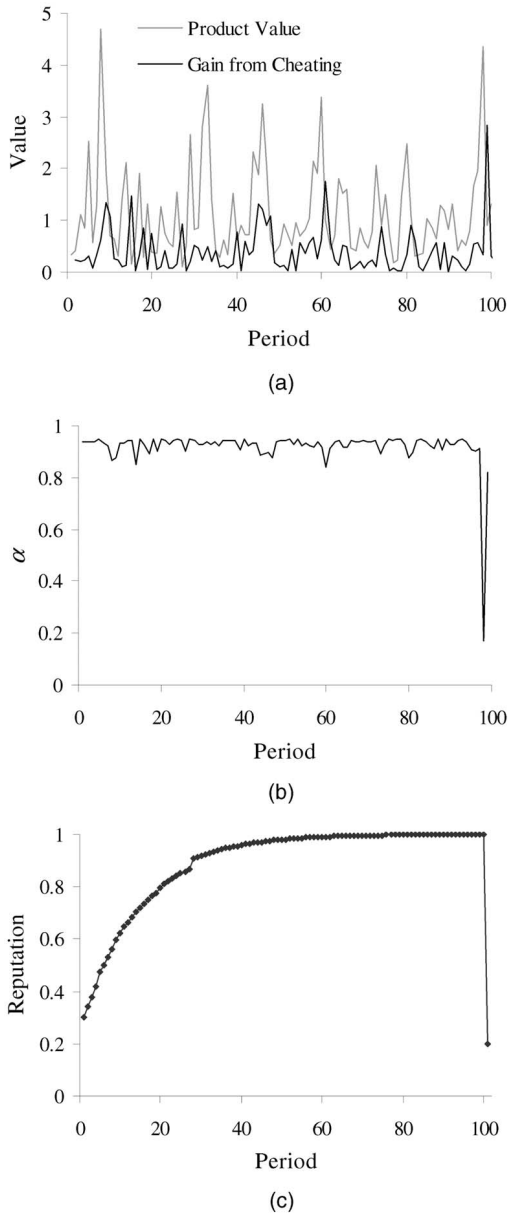 5
4
3
2
1
0
Value
Product Value
Gain from Cheating
0 20 40 60 80 100
Period
(a)
1
0.8
0.6
0.4
0.2
0
α
0 20 40 60 80 100
Period
(b)
1
0.8
0.6
0.4
0.2
0
Reputation
0 20 40 60 80 100
Period
(c)